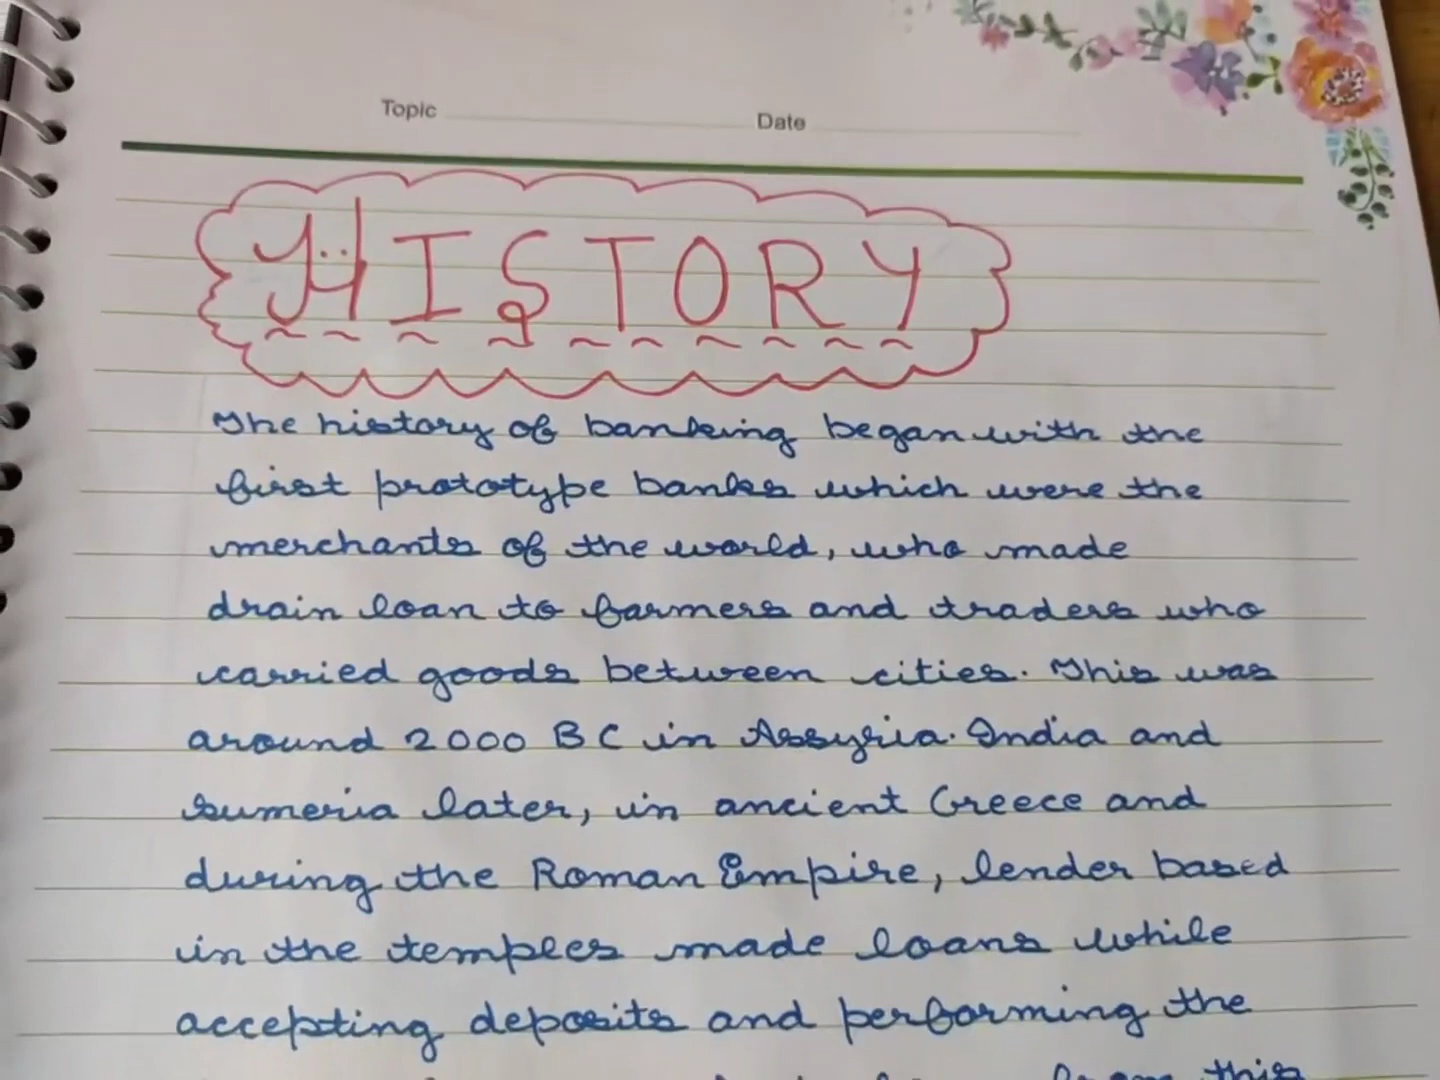 Topic Date
HISTORY
The history of banking began with the
first prototype banks which were the
merchants of the world, who made
drain loan to farmers and traders who
carried goods between cities. This was
around 2000 BC in Assyria. India and
Sumeria later, in ancient Greece and
during the Roman Empire, lender based
in the temples made loans while
accepting deposits and performing the
from this